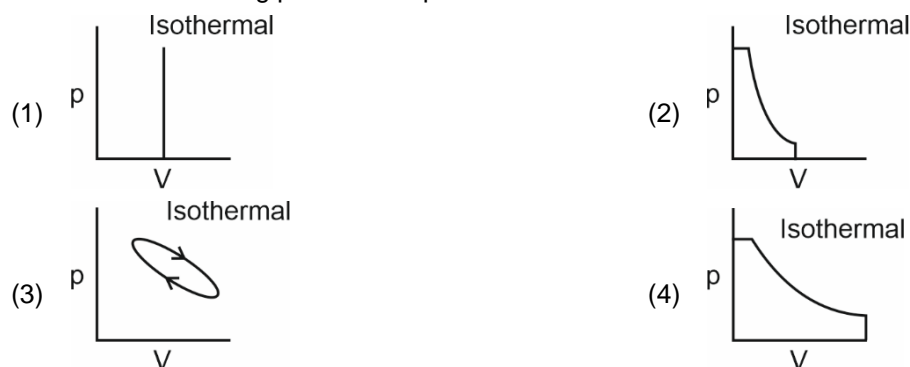 Isothermal
Isothermal
p
p
(1)
(2)
V
V
Isothermal
Isothermal
p
p
(3)
(4)
V
V